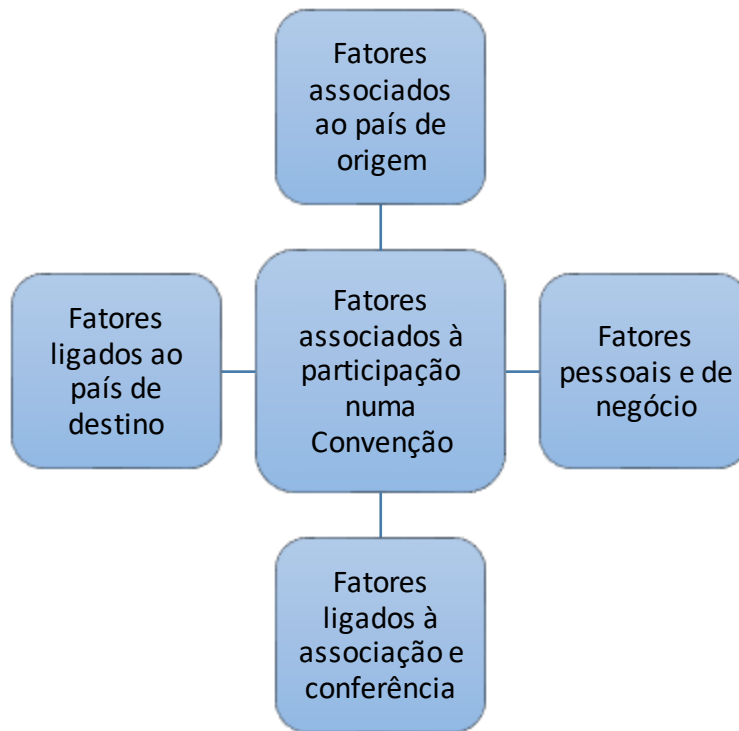 Fatores
associados
ao país de
origem
Fatores
ligados ao
país de
destino
Fatores
associados à
participação
numa
Convenção
Fatores
pessoais e de
negócio
Fatores
ligados à
associação e
conferência